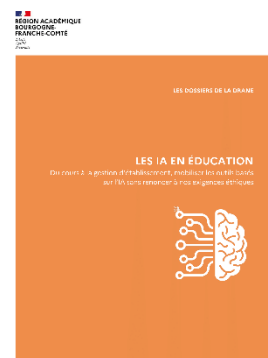 RÉGION ACADÉMIQUE
BOURGOGNE-
FRANCHE-COMTÉ
LES DOSSIERS DE LA DRANE
LES IA EN ÉDUCATION
Du cours à la gestion d'établissement, mobiliser les outils basés
sur l'IA sans renoncer à nos exigences éthiques